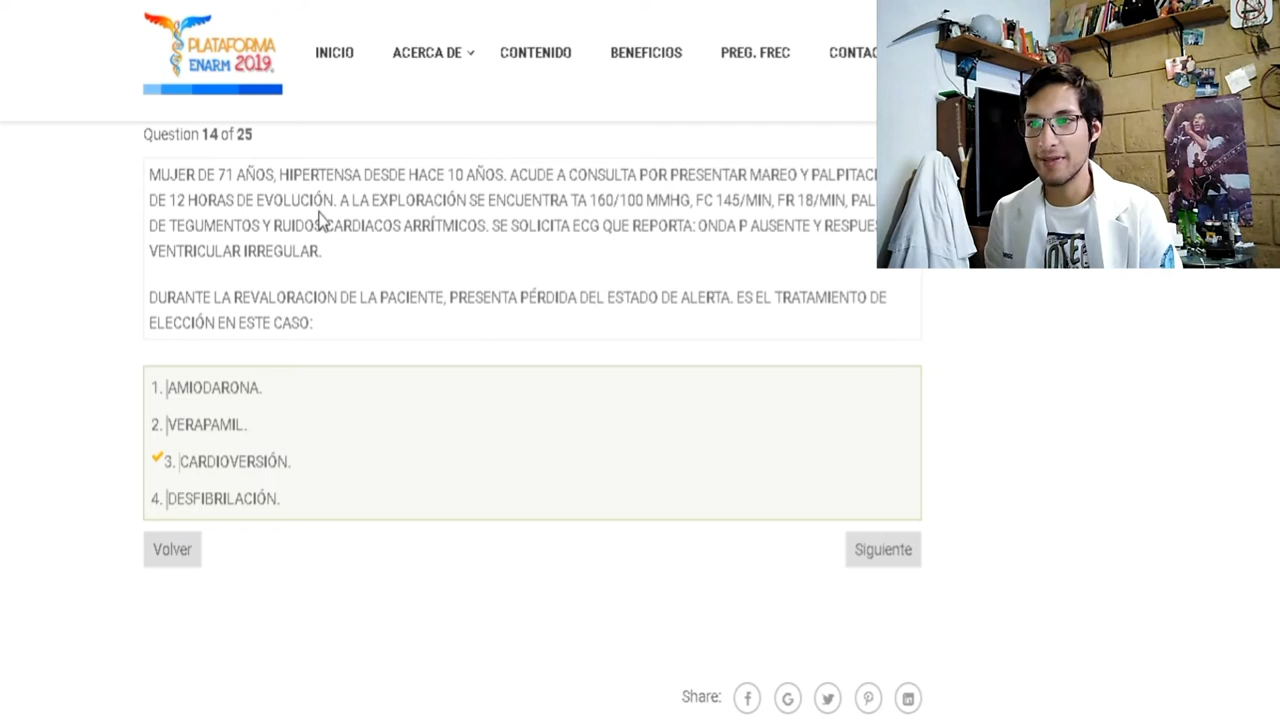 PLATAFORMA
ENARM 2019
INICIO ACERCA DE CONTENIDO BENEFICIOS PREG. FREC CONTAC
Question 14 of 25
MUJER DE 71 AÑOS, HIPERTENSA DESDE HACE 10 AÑOS. ACUDE A CONSULTA POR PRESENTAR MAREO Y PALPITACI
DE 12 HORAS DE EVOLUCIÓN. A LA EXPLORACIÓN SE ENCUENTRA TA 160/100 MMHG, FC 145/MIN, FR 18/MIN, PAL
DE TEGUMENTOS Y RUIDOS CARDIACOS ARRÍTMICOS. SE SOLICITA ECG QUE REPORTA: ONDA P AUSENTE Y RESPUES
VENTRICULAR IRREGULAR.
DURANTE LA REVALORACION DE LA PACIENTE, PRESENTA PÉRDIDA DEL ESTADO DE ALERTA. ES EL TRATAMIENTO DE
ELECCIÓN EN ESTE CASO:
1. AMIODARONA.
2. VERAPAMIL.
3. CARDIOVERSIÓN.
4. DESFIBRILACIÓN.
Volver Siguiente
Share: